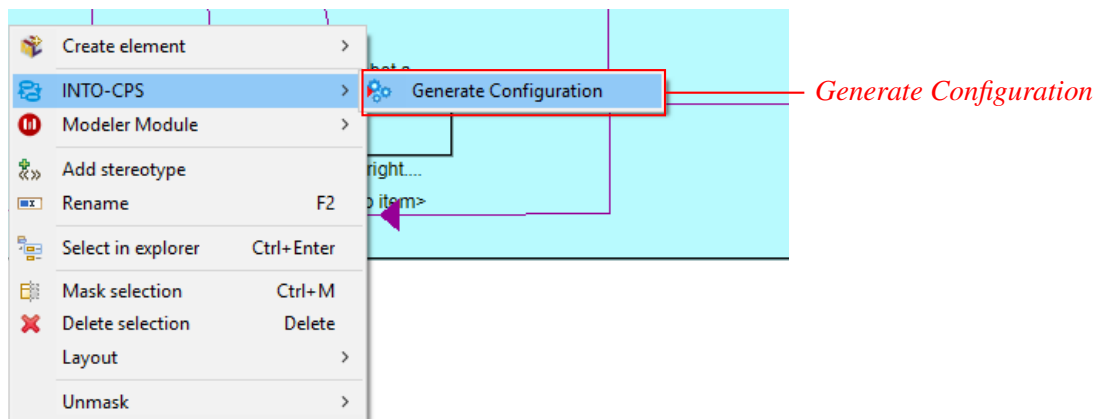 Create element
INTO-CPS
Generate Configuration
Generate Configuration
Modeler Module
Add stereotype
right....
Rename F2
item>
Select in explorer Ctrl+Enter
Mask selection Ctrl+M
Delete selection Delete
Layout
Unmask